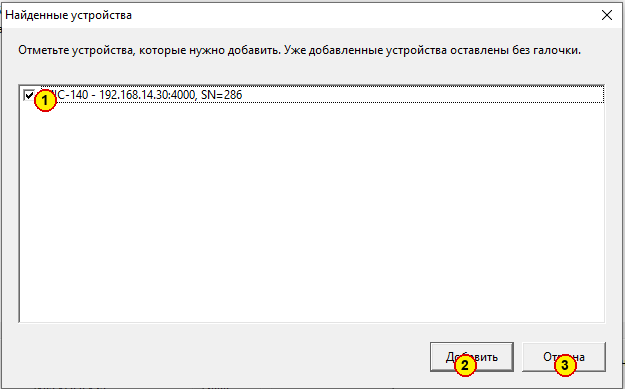 Найденные устройства
Отметьте устройства, которые нужно добавить. Уже добавленные устройства оставлены без галочки.
1
C-140 - 192.168.14.30:4000, SN=286
Добавить
2
Отмена
3